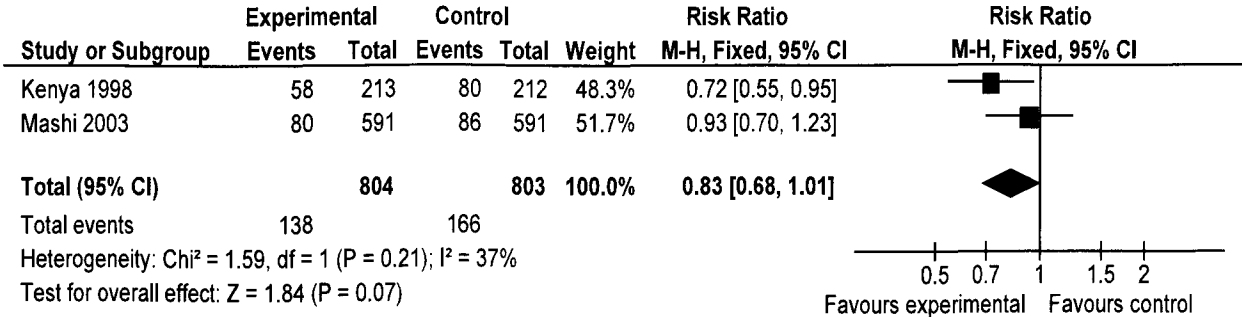 Experimental Control Risk Ratio Risk Ratio
Study or Subgroup Events Total Events Total Weight M-H, Fixed, 95% CI M-H, Fixed, 95% CI
Kenya 1998 58 213 80 212 48.3% 0.72 [0.55, 0.95]
Mashi 2003 80 591 86 591 51.7% 0.93 [0.70, 1.23]
Total (95% CI) 804 803 100.0% 0.83 [0.68, 1.01]
Total events 138 166
Heterogeneity: Chi² = 1.59, df = 1 (P = 0.21); I² = 37%
Test for overall effect: Z = 1.84 (P = 0.07)
0.5 0.7 1 1.5 2
Favours experimental Favours control